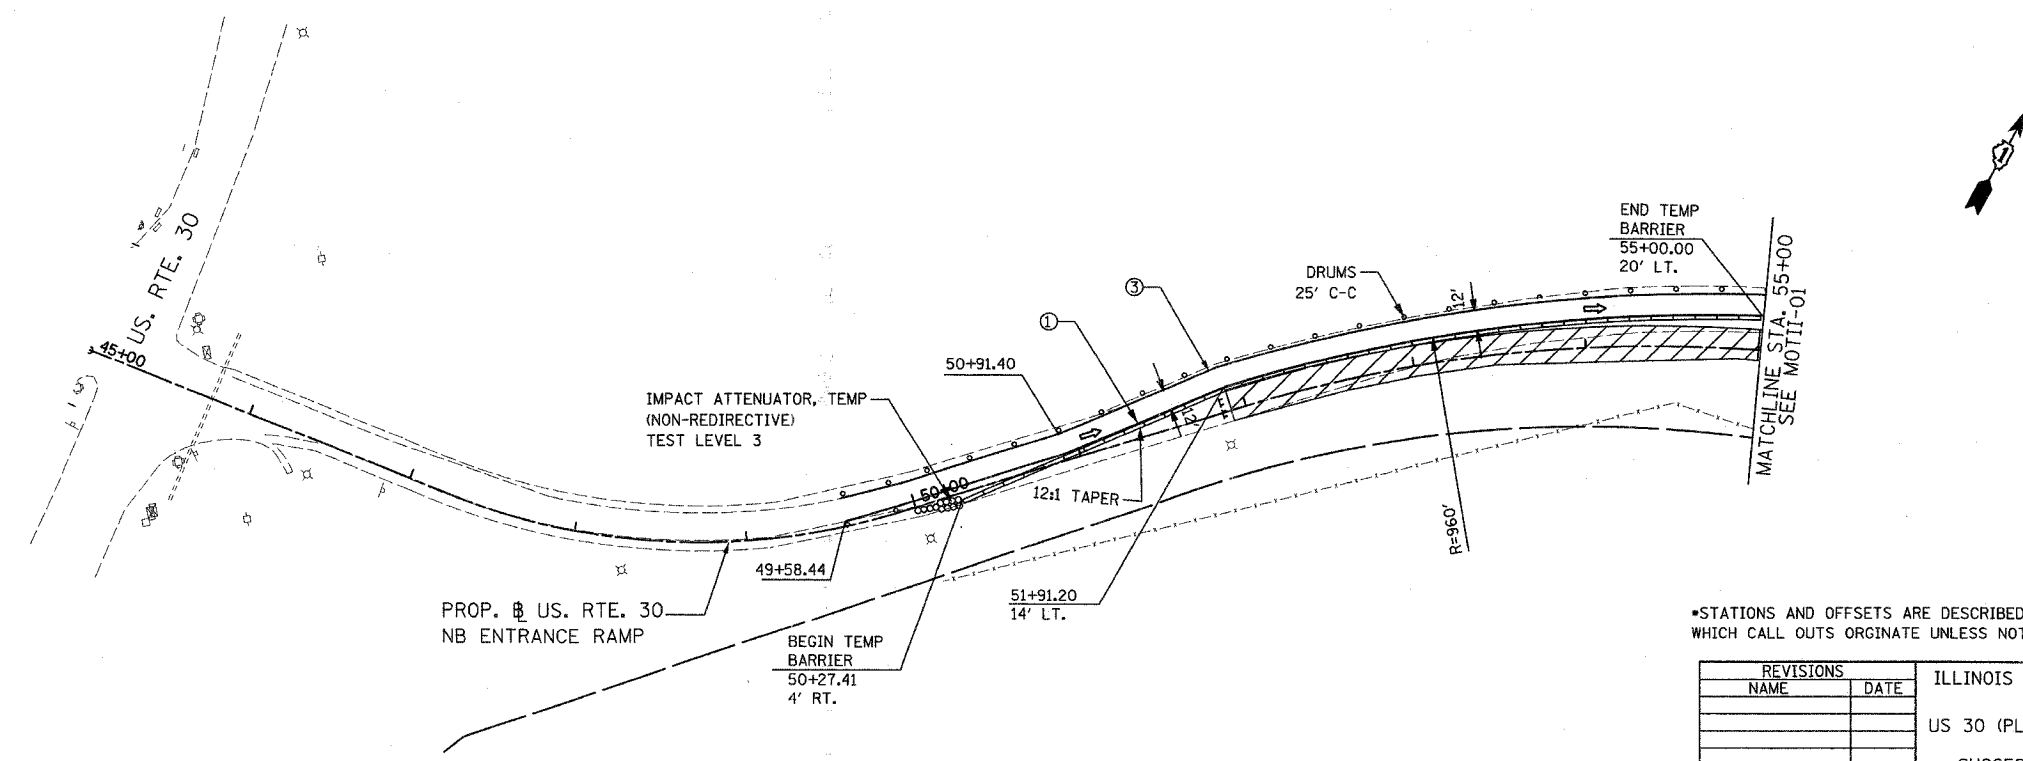 US. RTE. 30
45+00
IMPACT ATTENUATOR, TEMP
(NON-REDIRECTIVE)
TEST LEVEL 3
50+00
50+91.40
1
3
DRUMS
25' C-C
12'
END TEMP
BARRIER
55+00.00
20' LT.
MATCHLINE STA. 55+00
SEE MOTII-01
12'
12:1 TAPER
R=960'
49+58.44
51+91.20
14' LT.
PROP. B US. RTE. 30
NB ENTRANCE RAMP
BEGIN TEMP
BARRIER
50+27.41
4' RT.
*STATIONS AND OFFSETS ARE DESCRIBED
WHICH CALL OUTS ORGINATE UNLESS NOT
REVISIONS
NAME DATE
ILLINOIS
US 30 (PL